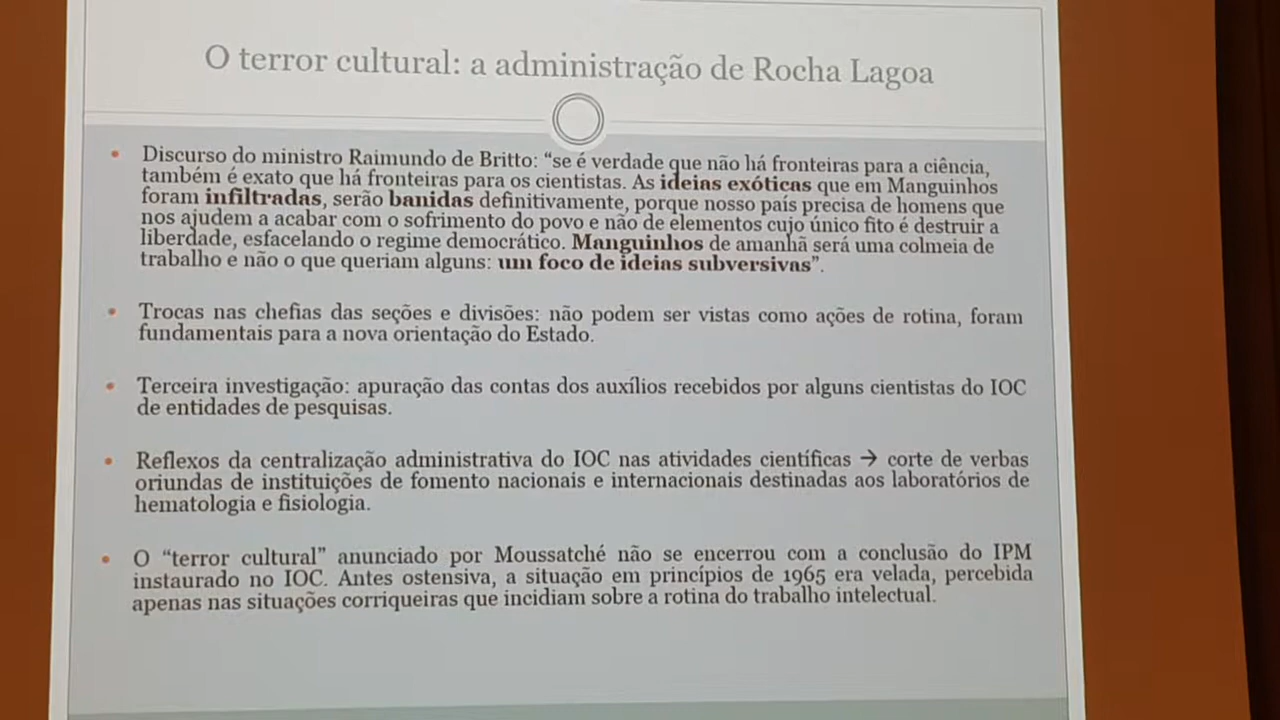 O terror cultural: a administração de Rocha Lagoa
• Discurso do ministro Raimundo de Britto: “se é verdade que não há fronteiras para a ciência,
também é exato que há fronteiras para os cientistas. As ideias exóticas que em Manguinhos
foram infiltradas, serão banidas definitivamente, porque nosso país precisa de homens que
nos ajudem a acabar com o sofrimento do povo e não de elementos cujo único fito é destruir a
liberdade, esfacelando o regime democrático. Manguinhos de amanhã será uma colmeia de
trabalho e não o que queriam alguns: um foco de ideias subversivas”.
• Trocas nas chefias das seções e divisões: não podem ser vistas como ações de rotina, foram
fundamentais para a nova orientação do Estado.
• Terceira investigação: apuração das contas dos auxílios recebidos por alguns cientistas do IOC
de entidades de pesquisas.
• Reflexos da centralização administrativa do IOC nas atividades científicas → corte de verbas
oriundas de instituições de fomento nacionais e internacionais destinadas aos laboratórios de
hematologia e fisiologia.
• O “terror cultural” anunciado por Moussatché não se encerrou com a conclusão do IPM
instaurado no IOC. Antes ostensiva, a situação em princípios de 1965 era velada, percebida
apenas nas situações corriqueiras que incidiam sobre a rotina do trabalho intelectual.